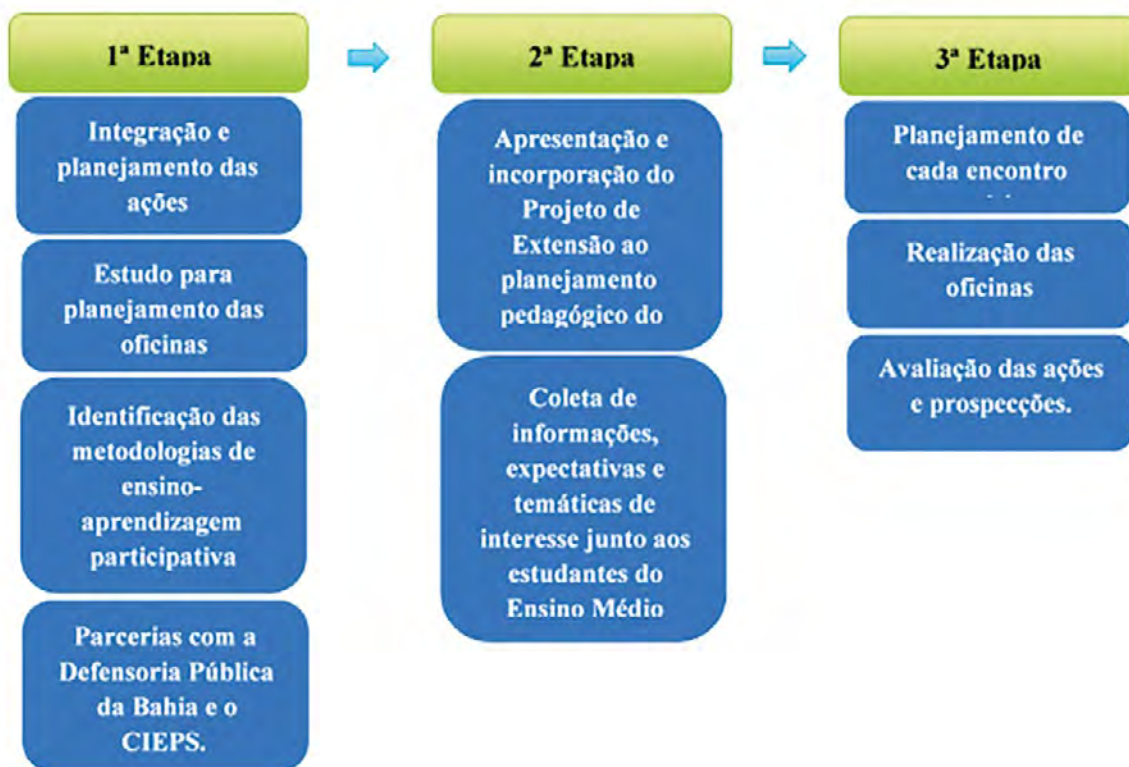 1ª Etapa
Integração e
planejamento das
ações
Estudo para
planejamento das
oficinas
Identificação das
metodologias de
ensino-
aprendizagem
participativa
Parcerias com a
Defensoria Pública
da Bahia e o
CIEPS.
2ª Etapa
Apresentação e
incorporação do
Projeto de
Extensão ao
planejamento
pedagógico do
Coleta de
informações,
expectativas e
temáticas de
interesse junto aos
estudantes do
Ensino Médio
3ª Etapa
Planejamento de
cada encontro
Realização das
oficinas
Avaliação das ações
e prospecções.